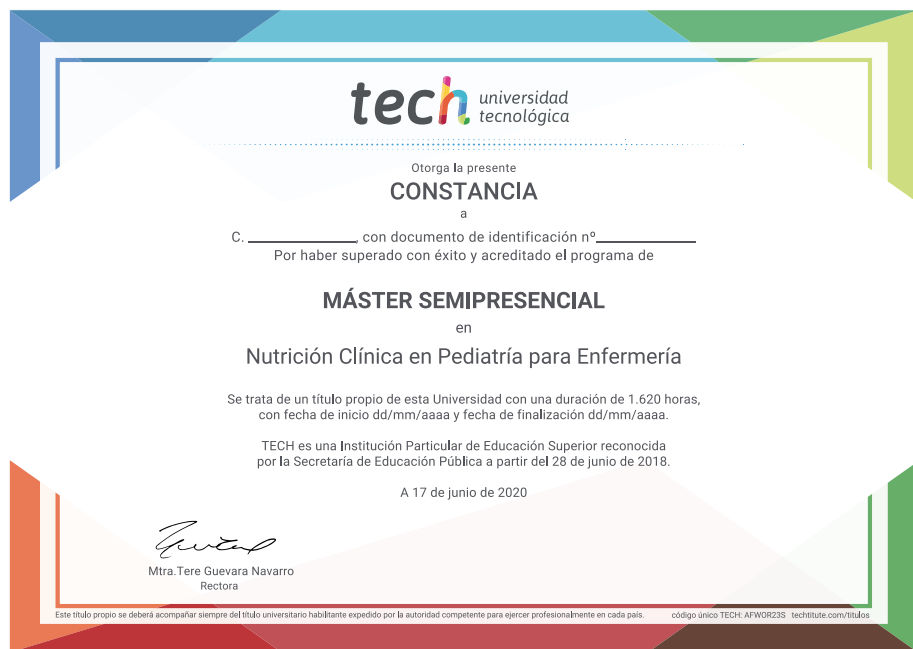 tech universidad
tecnológica
Otorga la presente
CONSTANCIA
a
C. ____________, con documento de identificación nº____________
Por haber superado con éxito y acreditado el programa de
MÁSTER SEMIPRESENCIAL
en
Nutrición Clínica en Pediatría para Enfermería
Se trata de un título propio de esta Universidad con una duración de 1.620 horas,
con fecha de inicio dd/mm/aaaa y fecha de finalización dd/mm/aaaa.
TECH es una Institución Particular de Educación Superior reconocida
por la Secretaría de Educación Pública a partir del 28 de junio de 2018.
A 17 de junio de 2020
Mtra.Tere Guevara Navarro
Rectora
Este título propio se deberá acompañar siempre del título universitario habilitante expedido por la autoridad competente para ejercer profesionalmente en cada país. código único TECH: AFWOR23S techtitute.com/titulos